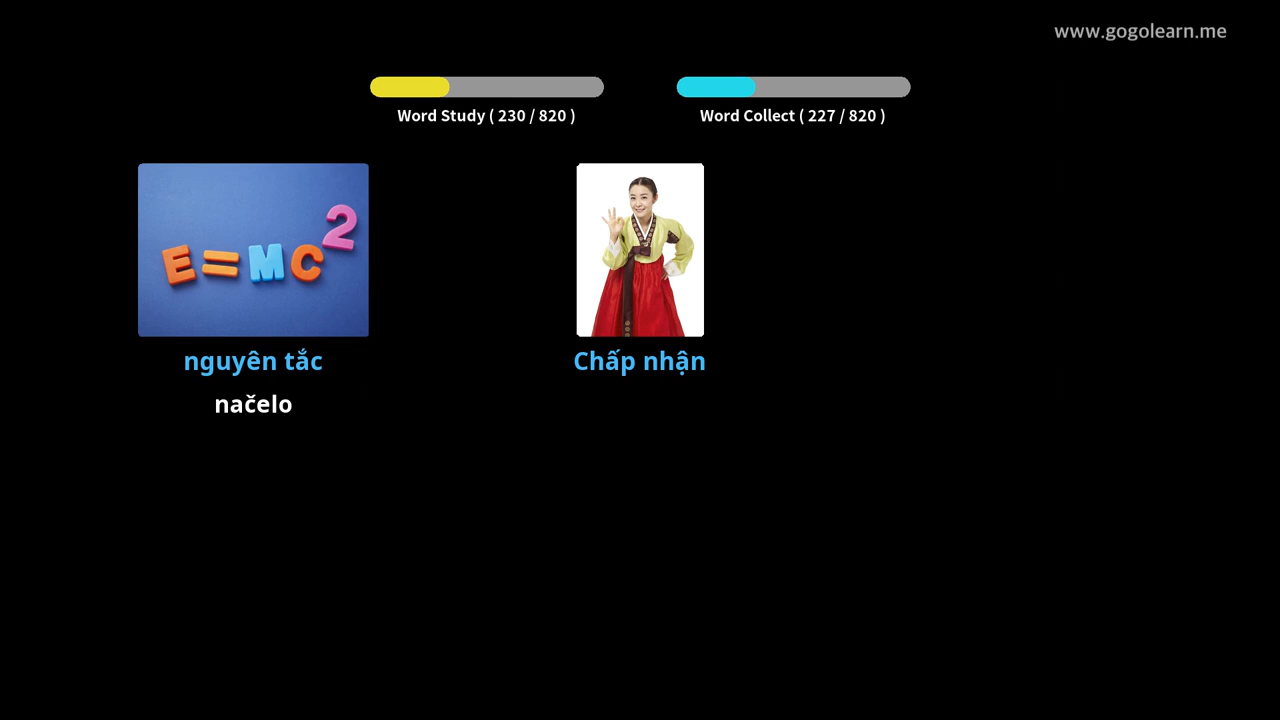 www.gogolearn.me
Word Study ( 230 / 820 )
Word Collect ( 227 / 820 )
E=MC2
nguyên tắc
Chấp nhận
načelo